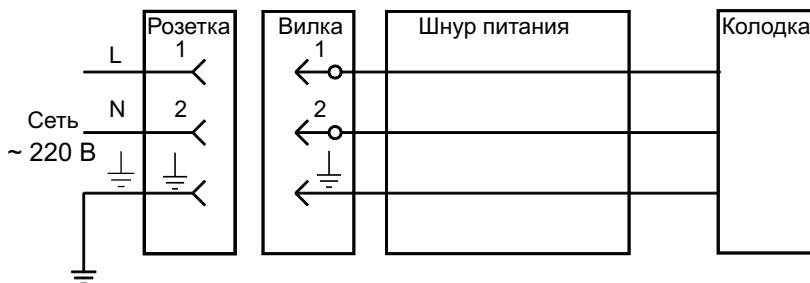 Розетка
Вилка
Шнур питания
Колодка
L
1
1
N
2
2
Сеть
~ 220 В